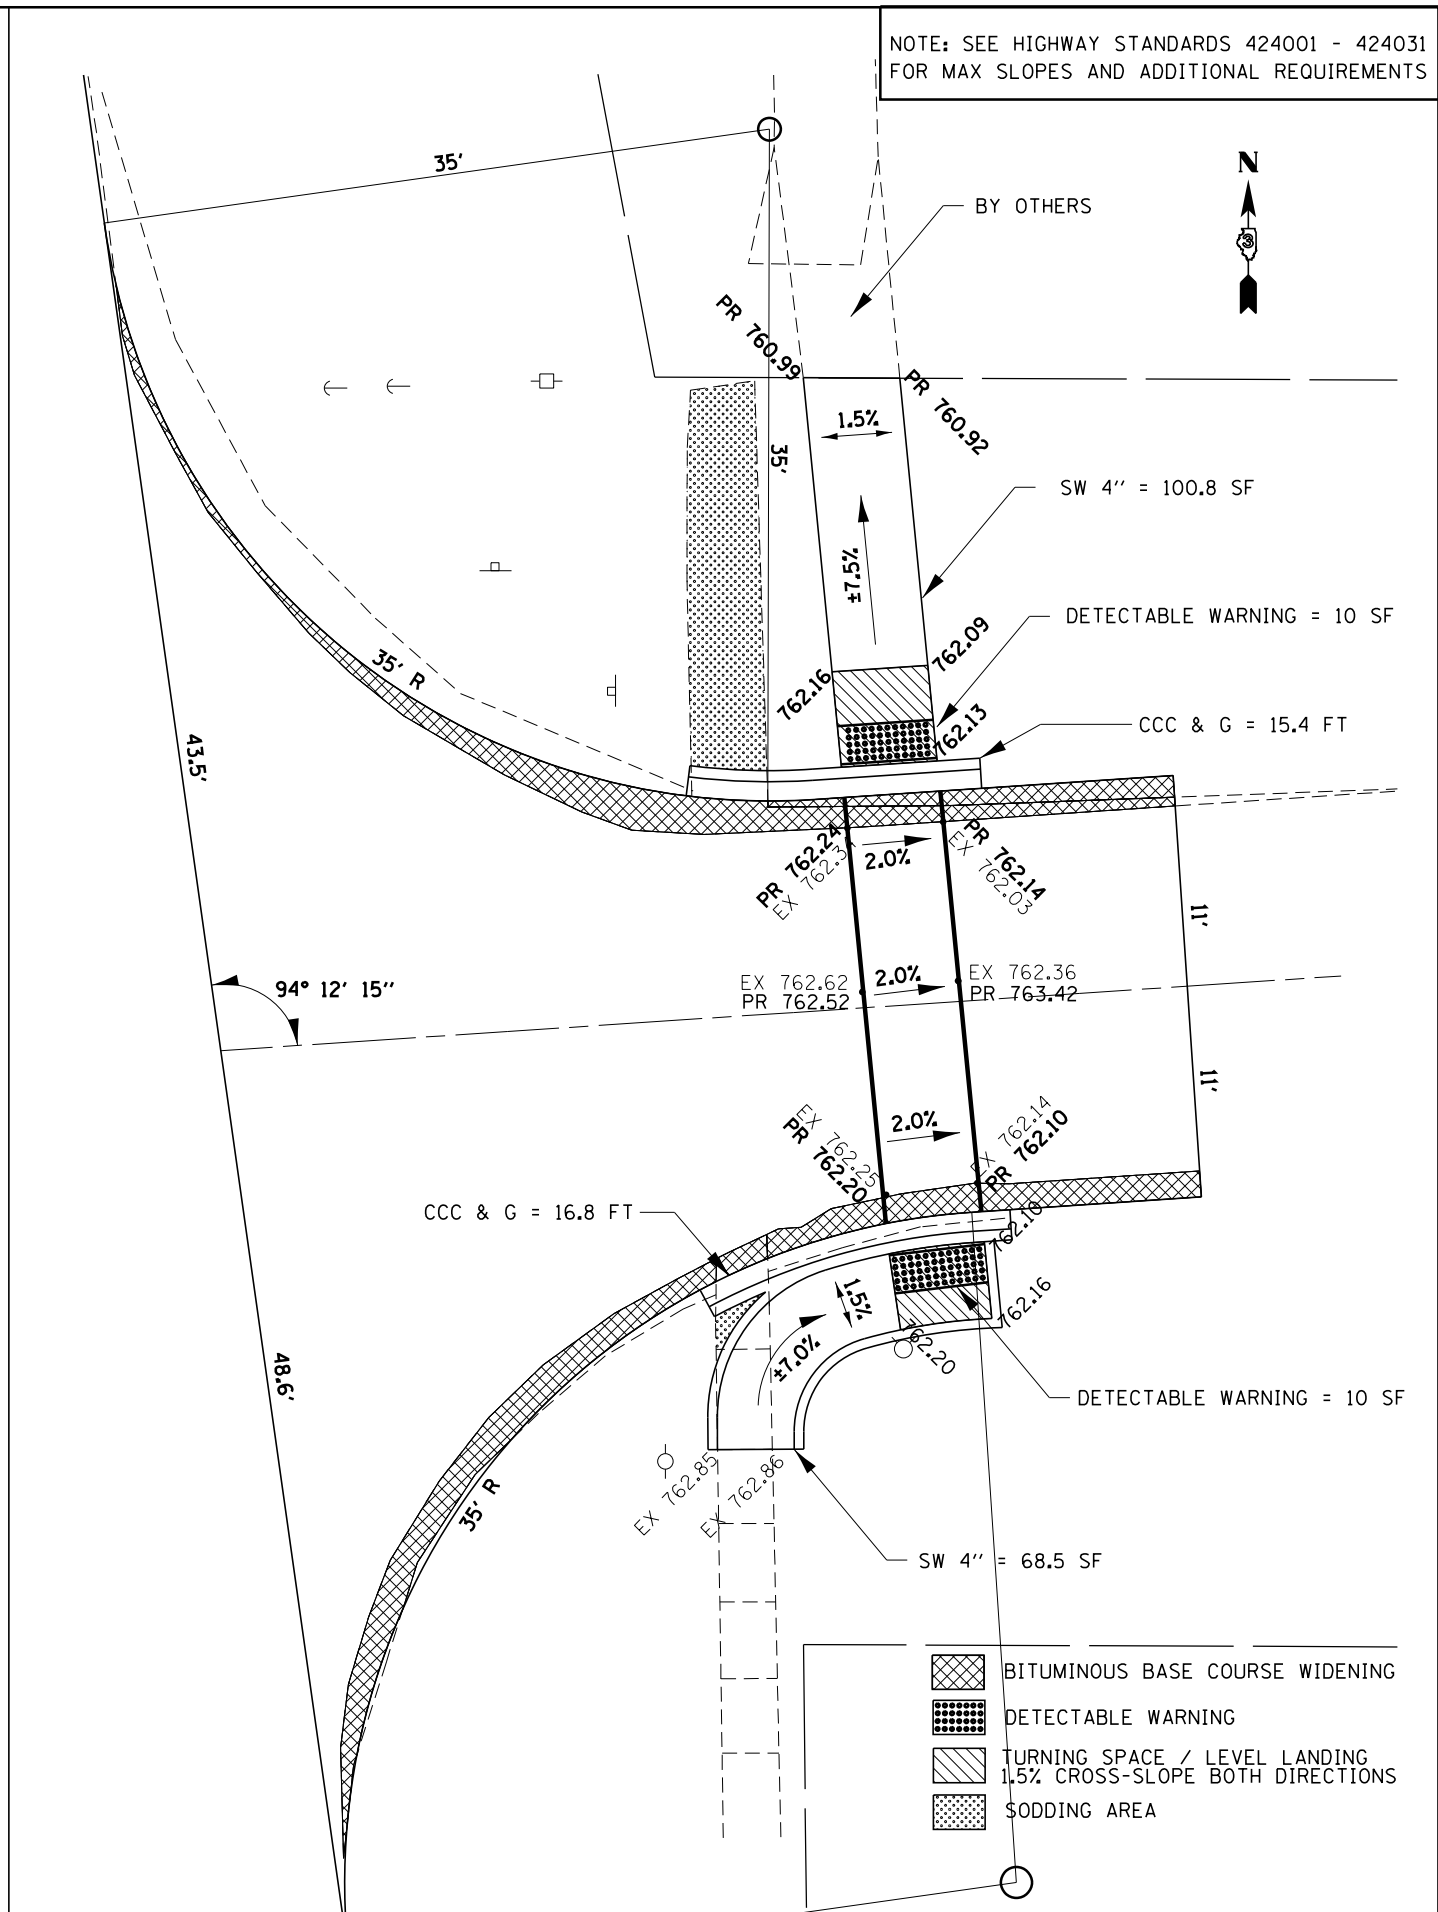 NOTE: SEE HIGHWAY STANDARDS 424001 - 424031
FOR MAX SLOPES AND ADDITIONAL REQUIREMENTS
N
3
35'
BY OTHERS
PR 760.99
PR 760.92
1.5%
35'
SW 4'' = 100.8 SF
±7.5%
DETECTABLE WARNING = 10 SF
762.09
762.16
35' R
762.13
CCC & G = 15.4 FT
43.5'
PR 762.24
EX
2.0%
PR 762.14
EX 762.03
11'
94° 12' 15''
EX 762.62
PR 762.52
2.0%
EX 762.36
PR 763.42
11'
EX 762.25
PR 762.20
2.0%
EX 762.14
PR 762.10
CCC & G = 16.8 FT
762.10
762.16
1.5%
±7.0%
762.20
48.6'
DETECTABLE WARNING = 10 SF
EX 762.85
EX 762.86
35' R
SW 4'' = 68.5 SF
BITUMINOUS BASE COURSE WIDENING
DETECTABLE WARNING
TURNING SPACE / LEVEL LANDING
1.5% CROSS-SLOPE BOTH DIRECTIONS
SODDING AREA